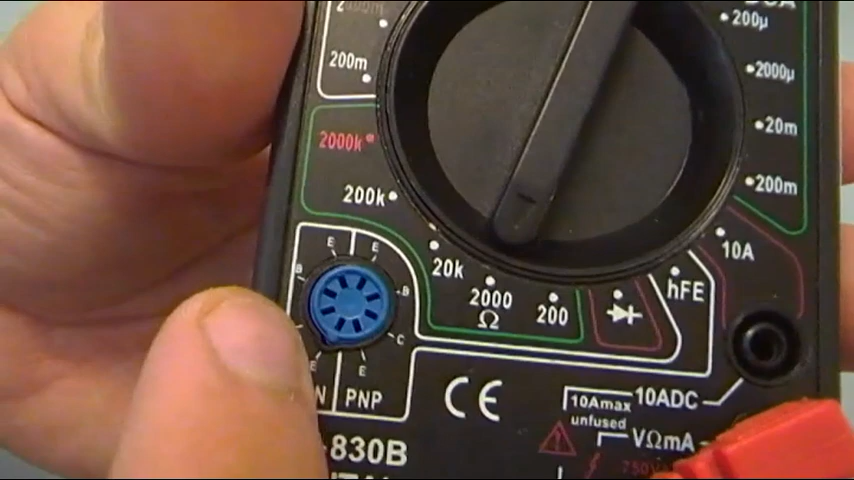 200µ
200m
2000µ
20m
2000k
200k
200m
E E
B B
10A
20k
2000
Ω
200
hFE
C
E E
PNP
CE
10Amax
unfused
10ADC
VΩmA
-830B